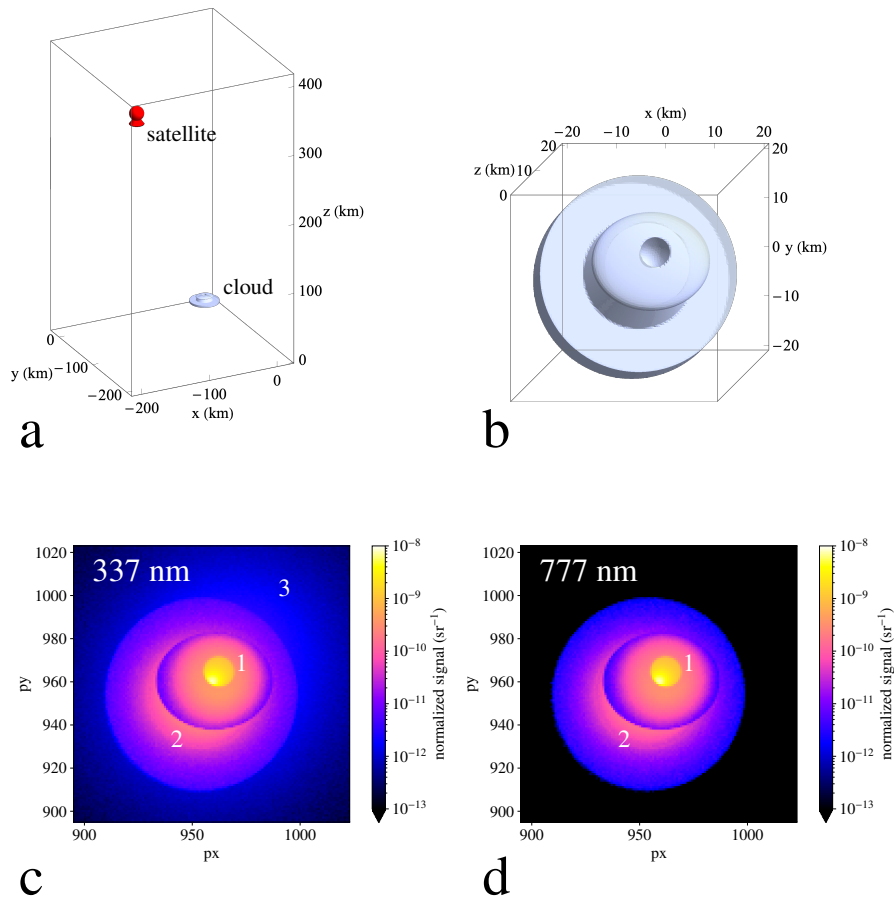 400
satellite
300
200 z (km)
cloud
100
0
0
y (km) −100
−200
−200
−100
0
x (km)
a
x (km)
−20 −10 0 10 20
20
z (km) 10
0
20
10
0 y (km)
−10
−20
b
337 nm
3
1
2
1020
1000
980
960
940
920
900
py
900 950 1000
px
10⁻⁸
10⁻⁹
10⁻¹⁰
10⁻¹¹
10⁻¹²
10⁻¹³
normalized signal (sr⁻¹)
c
777 nm
1
2
1020
1000
980
960
940
920
900
py
900 950 1000
px
10⁻⁸
10⁻⁹
10⁻¹⁰
10⁻¹¹
10⁻¹²
10⁻¹³
normalized signal (sr⁻¹)
d